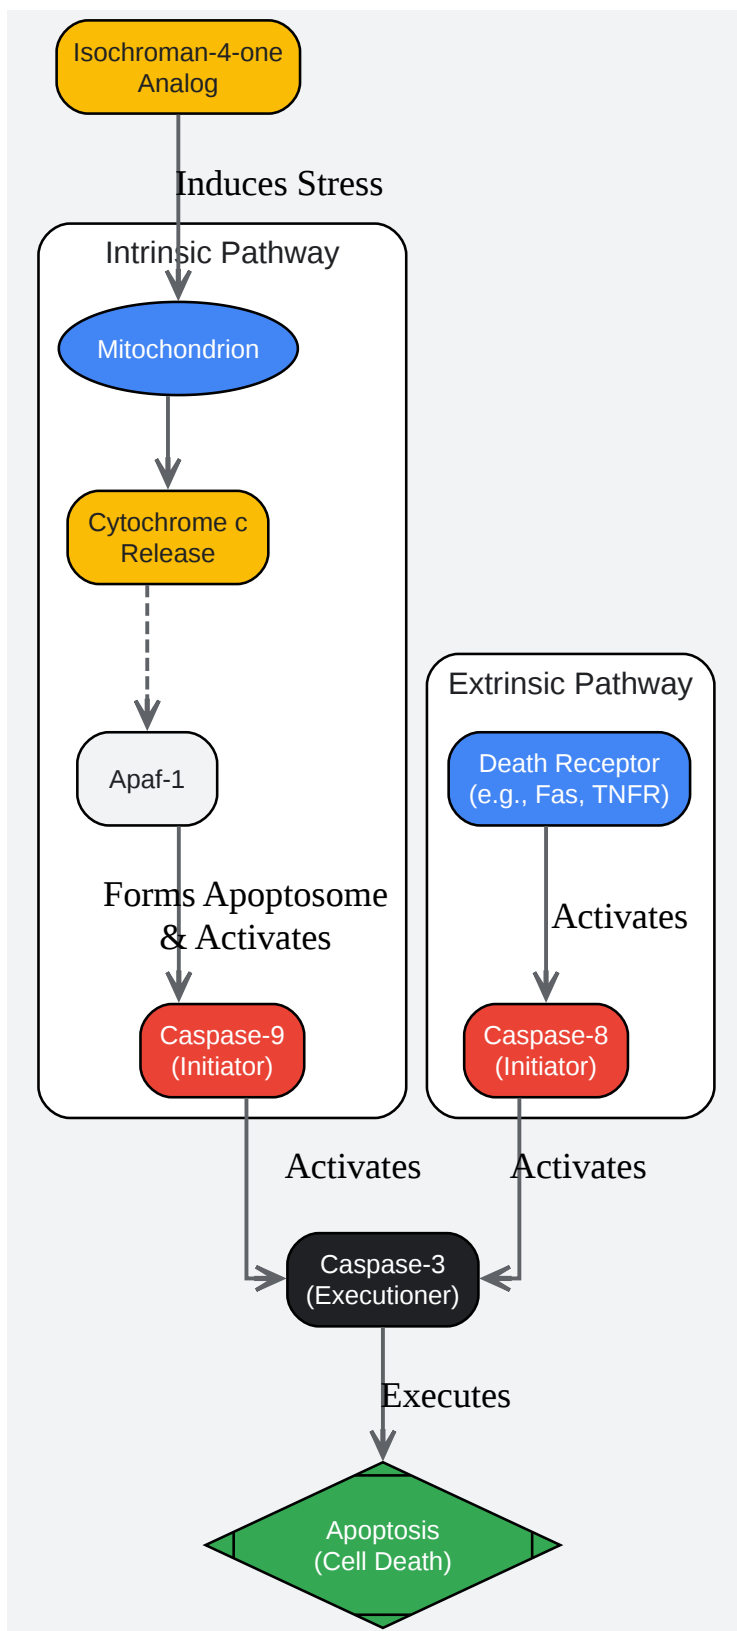 Isochroman-4-one
Analog
Induces Stress
Intrinsic Pathway
Mitochondrion
Cytochrome c
Release
Apaf-1
Forms Apoptosome
& Activates
Caspase-9
(Initiator)
Activates
Extrinsic Pathway
Death Receptor
(e.g., Fas, TNFR)
Activates
Caspase-8
(Initiator)
Activates
Caspase-3
(Executioner)
Executes
Apoptosis
(Cell Death)